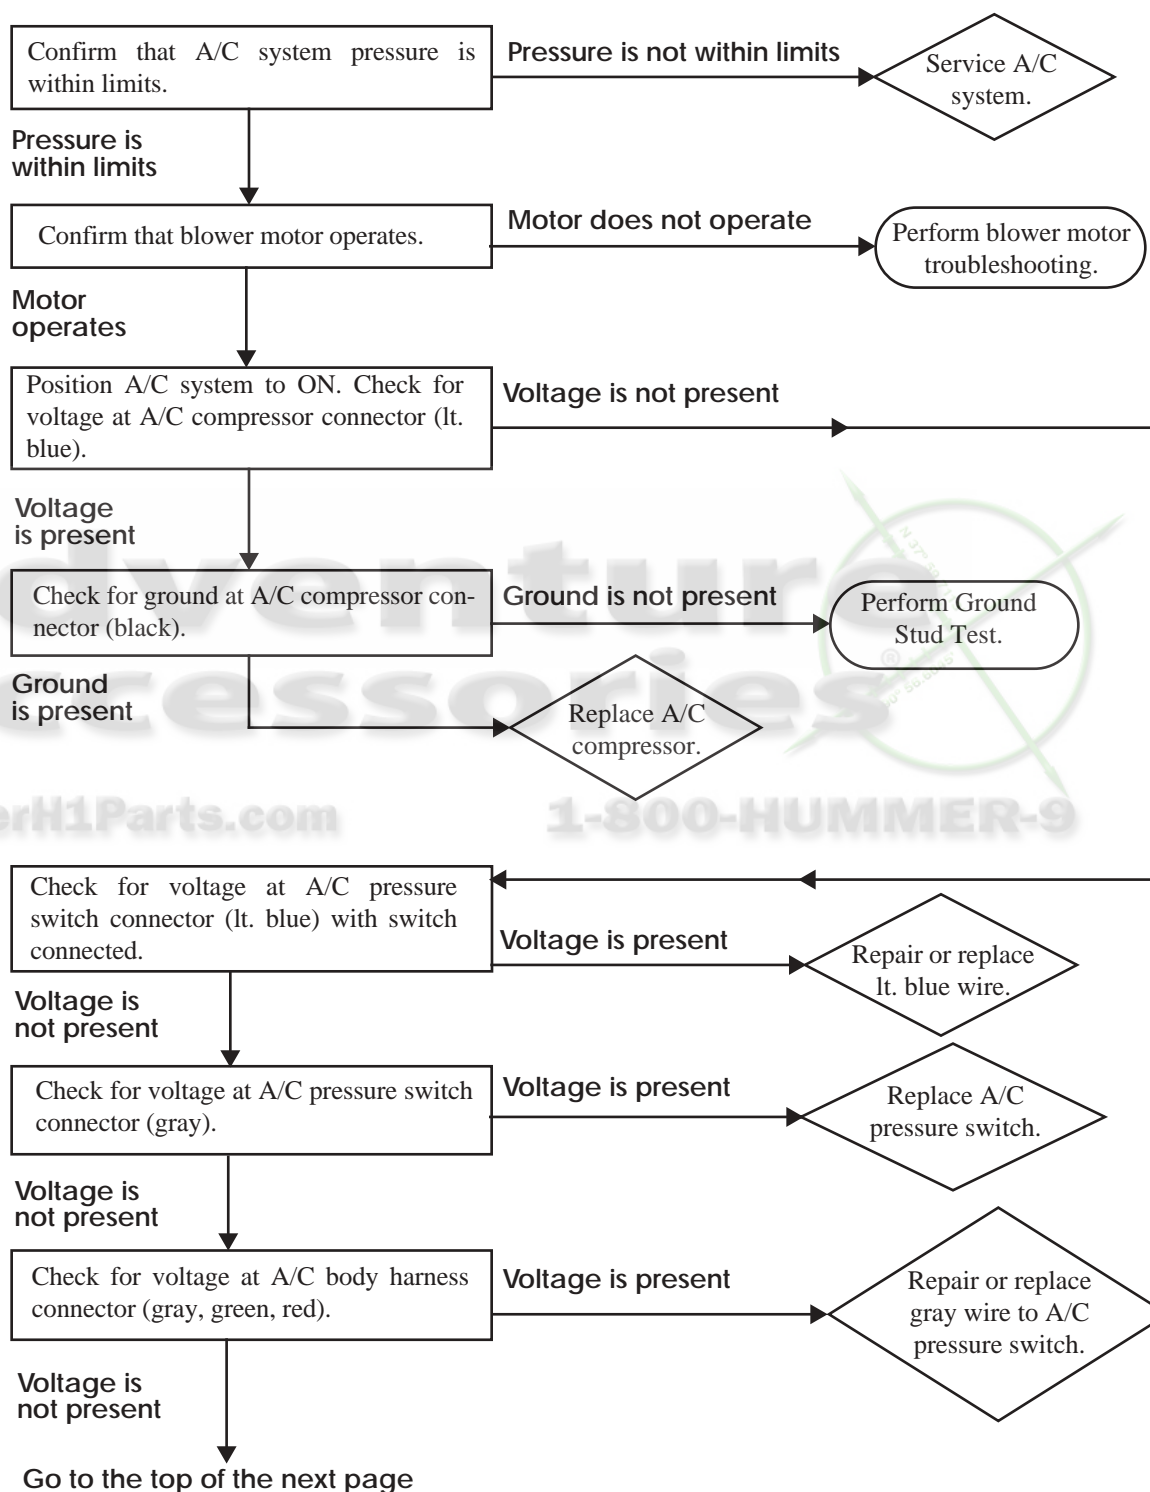 Confirm that A/C system pressure is
within limits.
Pressure is not within limits
Service A/C
system.
Pressure is
within limits
Confirm that blower motor operates.
Motor does not operate
Perform blower motor
troubleshooting.
Motor
operates
Position A/C system to ON. Check for
voltage at A/C compressor connector (lt.
blue).
Voltage is not present
Voltage
is present
Check for ground at A/C compressor con-
nector (black).
Ground is not present
Perform Ground
Stud Test.
Ground
is present
Replace A/C
compressor.
dventure
ccessories
®
erH1Parts.com
1-800-HUMMER-9
Check for voltage at A/C pressure
switch connector (lt. blue) with switch
connected.
Voltage is present
Repair or replace
lt. blue wire.
Voltage is
not present
Check for voltage at A/C pressure switch
connector (gray).
Voltage is present
Replace A/C
pressure switch.
Voltage is
not present
Check for voltage at A/C body harness
connector (gray, green, red).
Voltage is present
Repair or replace
gray wire to A/C
pressure switch.
Voltage is
not present
Go to the top of the next page